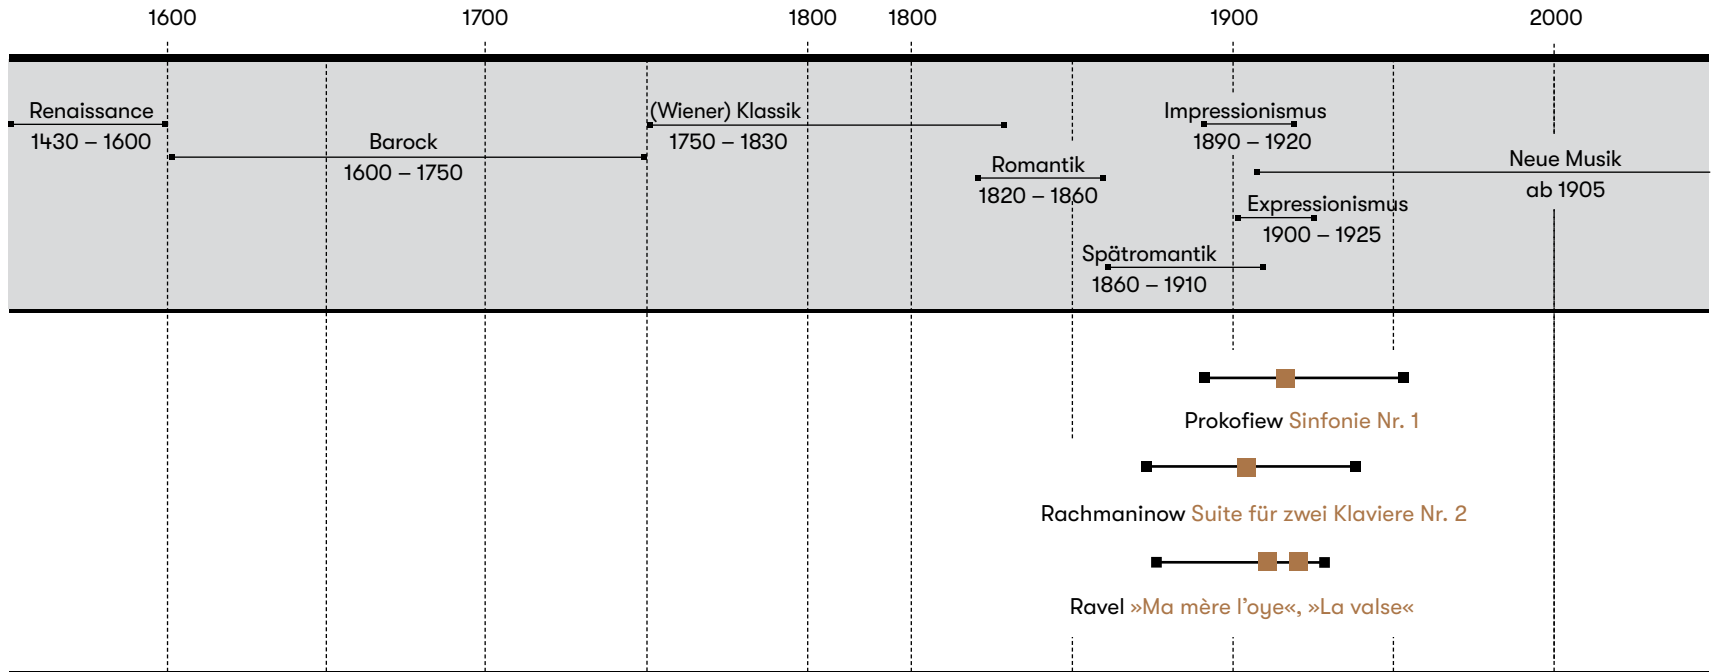 1600 1700 1800 1800 1900 2000
Renaissance
1430 – 1600
Barock
1600 – 1750
(Wiener) Klassik
1750 – 1830
Romantik
1820 – 1860
Spätromantik
1860 – 1910
Impressionismus
1890 – 1920
Expressionismus
1900 – 1925
Neue Musik
ab 1905
Prokofiew Sinfonie Nr. 1
Rachmaninow Suite für zwei Klaviere Nr. 2
Ravel »Ma mère l’oye«, »La valse«